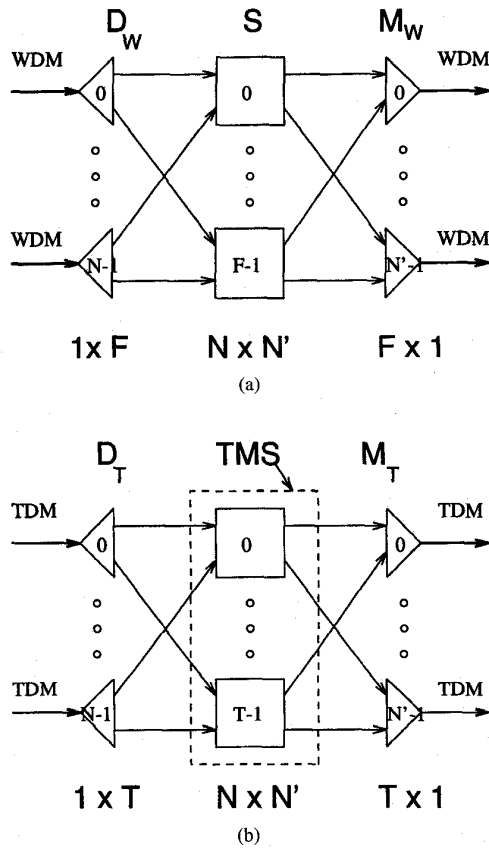 D_W S M_W
WDM WDM
0 0 0
WDM WDM
N-1 F-1 N'-1
1 x F N x N' F x 1
(a)
D_T TMS M_T
TDM TDM
0 0 0
TDM TDM
N-1 T-1 N'-1
1 x T N x N' T x 1
(b)